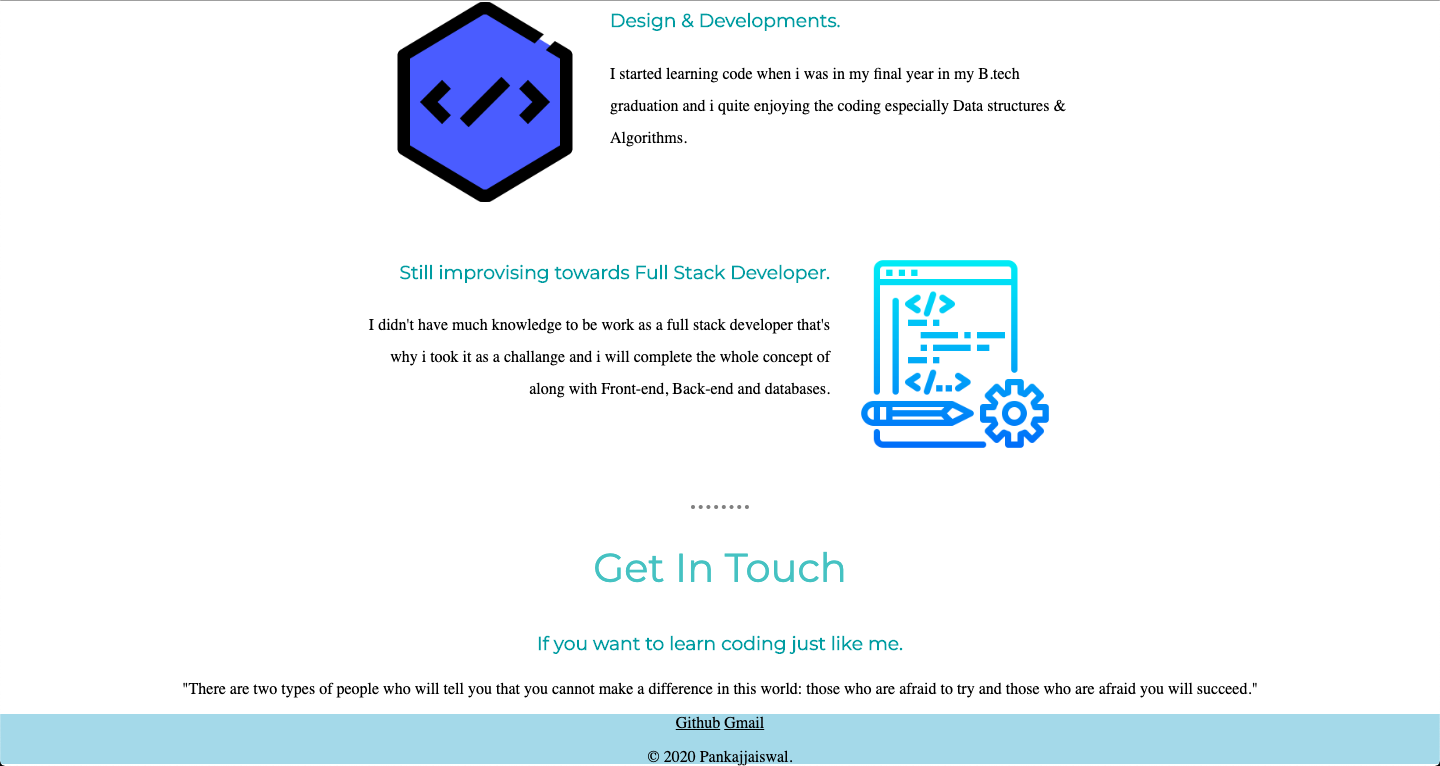 Design & Developments.
I started learning code when i was in my final year in my B.tech
graduation and i quite enjoying the coding especially Data structures &
Algorithms.
Still improvising towards Full Stack Developer.
I didn't have much knowledge to be work as a full stack developer that's
why i took it as a challange and i will complete the whole concept of
along with Front-end, Back-end and databases.
Get In Touch
If you want to learn coding just like me.
"There are two types of people who will tell you that you cannot make a difference in this world: those who are afraid to try and those who are afraid you will succeed."
Github Gmail
© 2020 Pankajjaiswal.